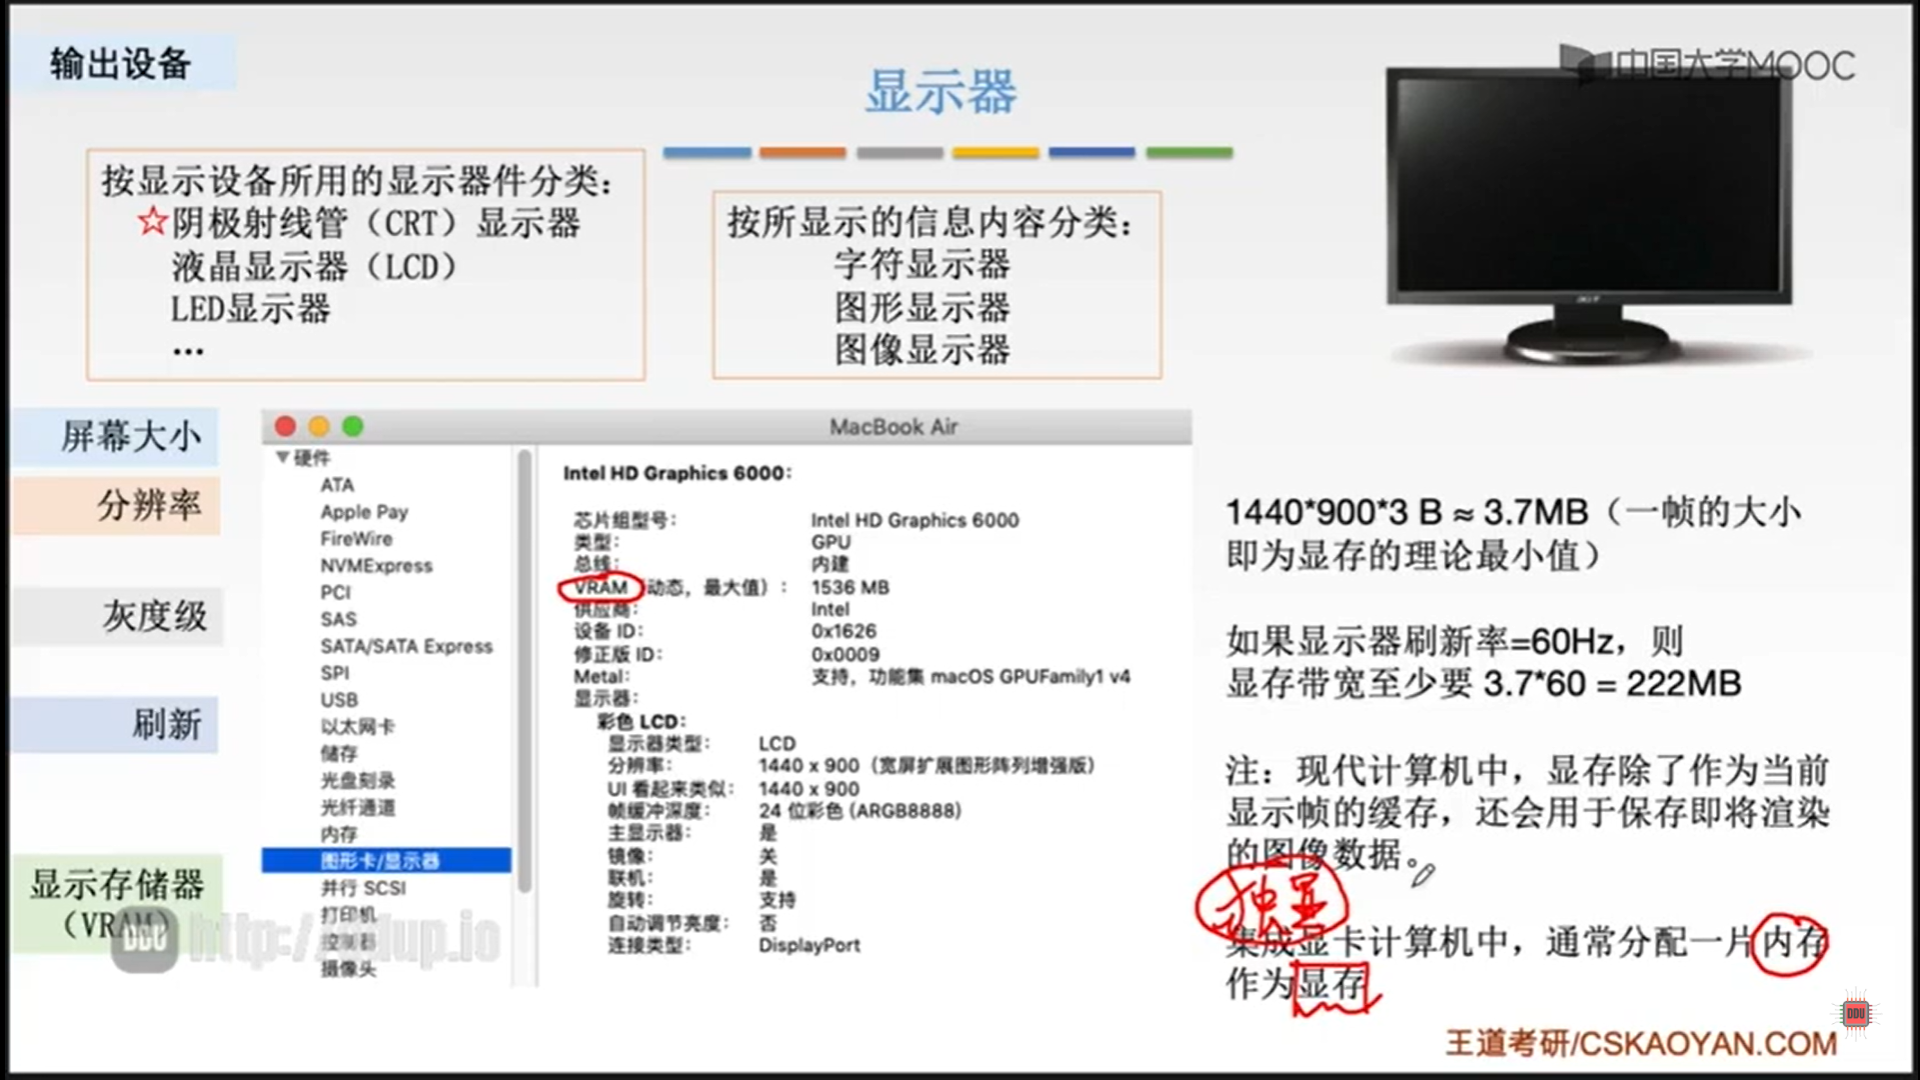 输出设备
中国大学MOOC
显示器
按显示设备所用的显示器件分类：
☆阴极射线管（CRT）显示器
液晶显示器（LCD）
LED显示器
...
按所显示的信息内容分类：
字符显示器
图形显示器
图像显示器
acer
屏幕大小
分辨率
灰度级
刷新
显示存储器
（VRAM）
MacBook Air
硬件
ATA
Apple Pay
FireWire
NVMExpress
PCI
SAS
SATA/SATA Express
SPI
USB
以太网卡
储存
光盘刻录
光纤通道
内存
图形卡/显示器
并行 SCSI
打印机
控制器
摄像头
Intel HD Graphics 6000：
芯片组型号： Intel HD Graphics 6000
类型： GPU
总线： 内建
VRAM（动态，最大值）： 1536 MB
供应商： Intel
设备 ID： 0x1626
修正版 ID： 0x0009
Metal： 支持，功能集 macOS GPUFamily1 v4
显示器：
彩色 LCD：
显示器类型： LCD
分辨率： 1440 x 900（宽屏扩展图形阵列增强版）
UI 看起来类似： 1440 x 900
帧缓冲深度： 24 位彩色 (ARGB8888)
主显示器： 是
镜像： 关
联机： 是
旋转： 支持
自动调节亮度： 否
连接类型： DisplayPort
1440*900*3 B ≈ 3.7MB（一帧的大小
即为显存的理论最小值）
如果显示器刷新率=60Hz，则
显存带宽至少要 3.7*60 = 222MB
注：现代计算机中，显存除了作为当前
显示帧的缓存，还会用于保存即将渲染
的图像数据。
独显
集成显卡计算机中，通常分配一片内存
作为显存
DDU
http://ddup.io
DDU
王道考研/CSKAOYAN.COM